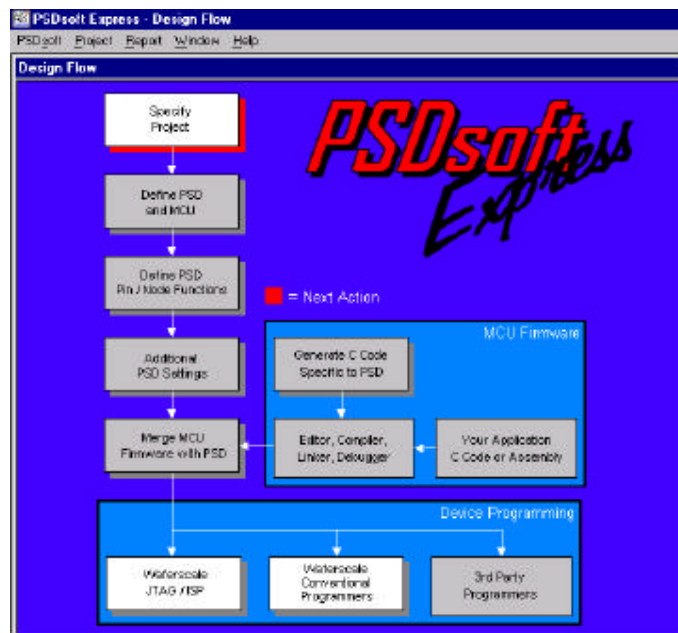 PSDsoft Express - Design Flow
PSDsoft Project Report Window Help
Design Flow
Specify
Project
PSDsoft
Express
Define PSD
and MCU
Define PSD
Pin / Node Functions
= Next Action
MCU Firmware
Additional
PSD Settings
Generate C Code
Specific to PSD
Merge MCU
Firmware with PSD
Editor, Compiler,
Linker, Debugger
Your Application
C Code or Assembly
Device Programming
Waferscale
JTAG / ISP
Waferscale
Conventional
Programmers
3rd Party
Programmers